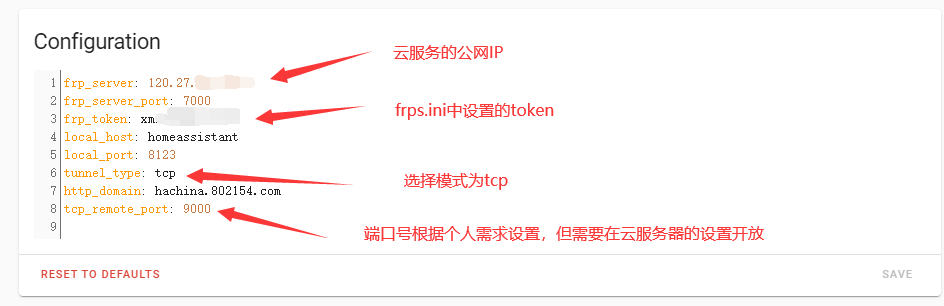 Configuration
云服务的公网IP
1 frp_server: 120.27.
2 frp_server_port: 7000
3 frp_token: xm
frps.ini中设置的token
4 local_host: homeassistant
5 local_port: 8123
6 tunnel_type: tcp
选择模式为tcp
7 http_domain: hachina.802154.com
8 tcp_remote_port: 9000
9
端口号根据个人需求设置，但需要在云服务器的设置开放
RESET TO DEFAULTS
SAVE